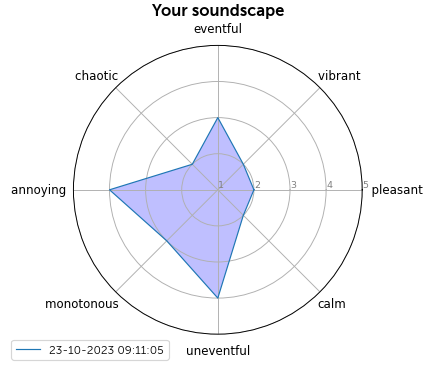 Your soundscape
eventful
chaotic
vibrant
annoying
1 2 3 4 5
pleasant
monotonous
calm
uneventful
23-10-2023 09:11:05